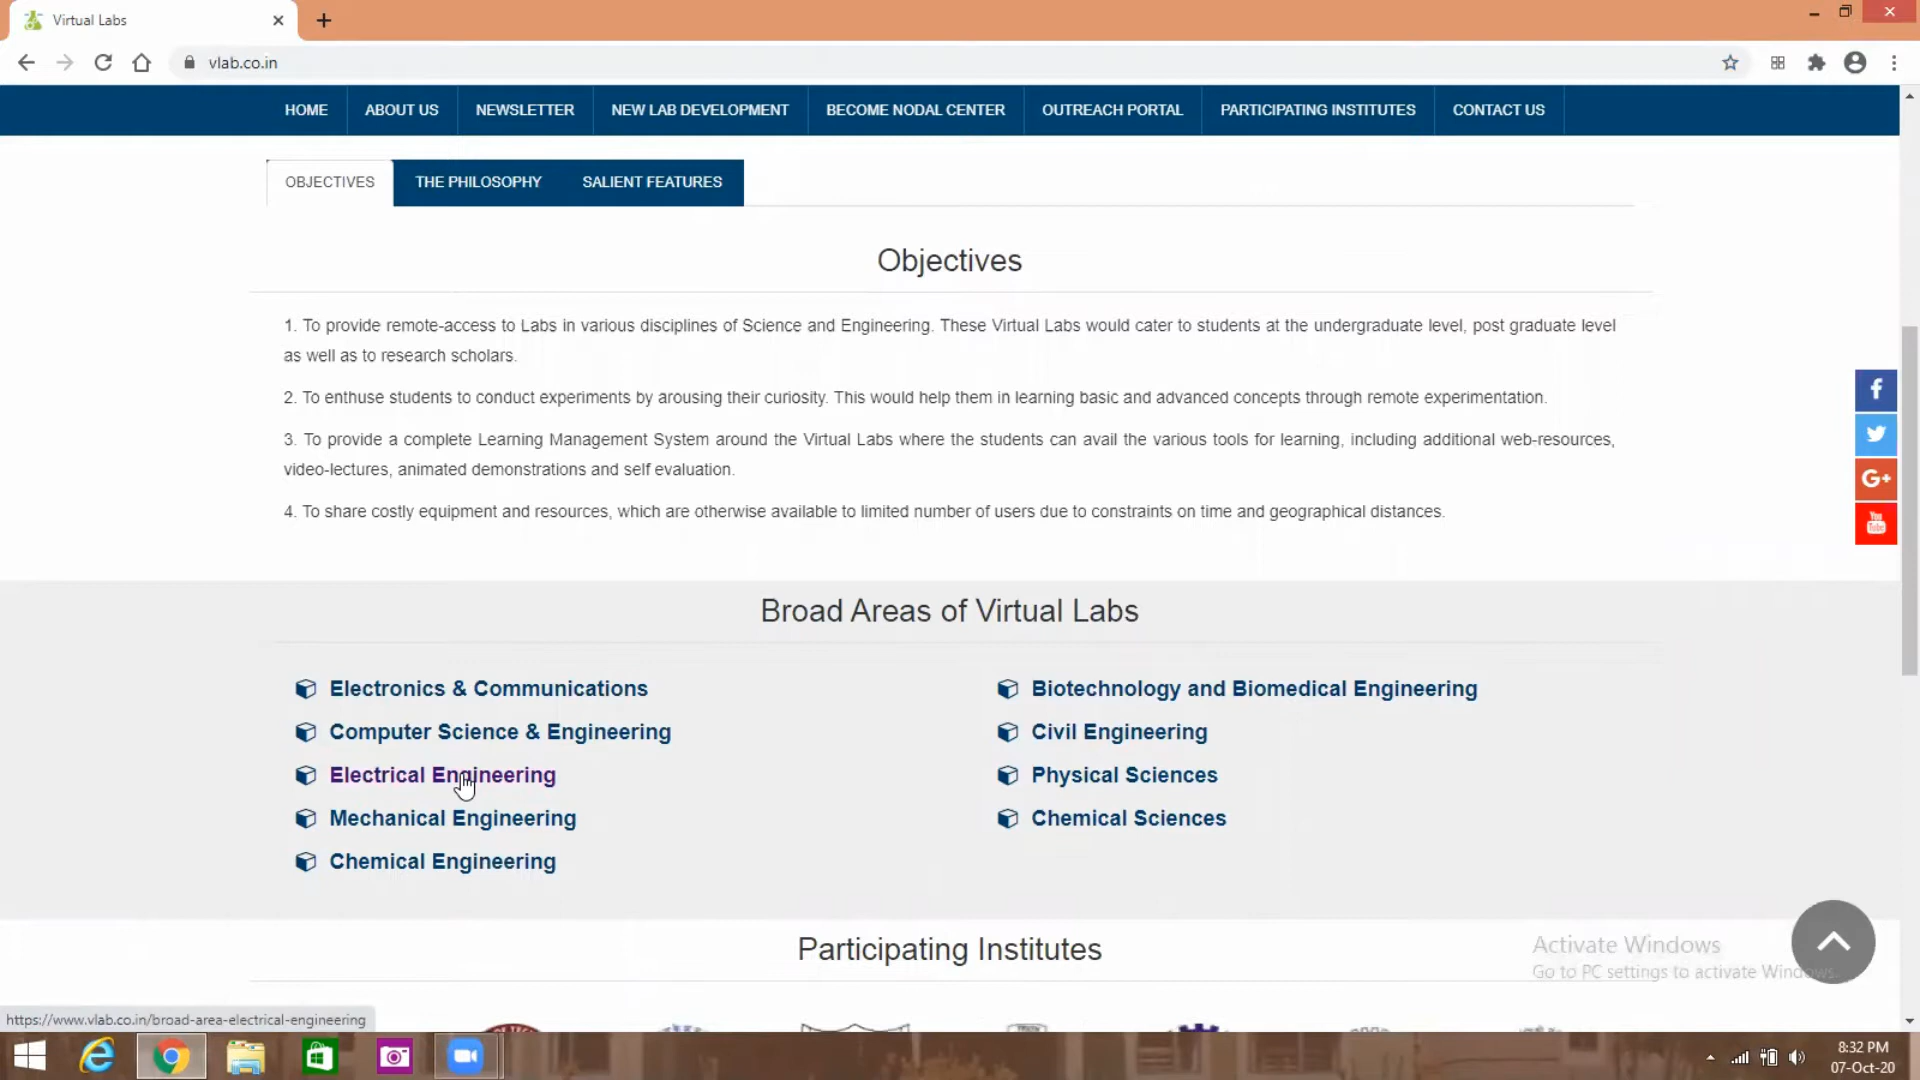 Virtual Labs
vlab.co.in
HOME ABOUT US NEWSLETTER NEW LAB DEVELOPMENT BECOME NODAL CENTER OUTREACH PORTAL PARTICIPATING INSTITUTES CONTACT US
OBJECTIVES THE PHILOSOPHY SALIENT FEATURES
Objectives
1. To provide remote-access to Labs in various disciplines of Science and Engineering. These Virtual Labs would cater to students at the undergraduate level, post graduate level
as well as to research scholars.
2. To enthuse students to conduct experiments by arousing their curiosity. This would help them in learning basic and advanced concepts through remote experimentation.
3. To provide a complete Learning Management System around the Virtual Labs where the students can avail the various tools for learning, including additional web-resources,
video-lectures, animated demonstrations and self evaluation.
4. To share costly equipment and resources, which are otherwise available to limited number of users due to constraints on time and geographical distances.
f
G+
You Tube
Broad Areas of Virtual Labs
Electronics & Communications
Computer Science & Engineering
Electrical Engineering
Mechanical Engineering
Chemical Engineering
Biotechnology and Biomedical Engineering
Civil Engineering
Physical Sciences
Chemical Sciences
Participating Institutes
Activate Windows
Go to PC settings to activate Windows.
https://www.vlab.co.in/broad-area-electrical-engineering
8:32 PM
07-Oct-20